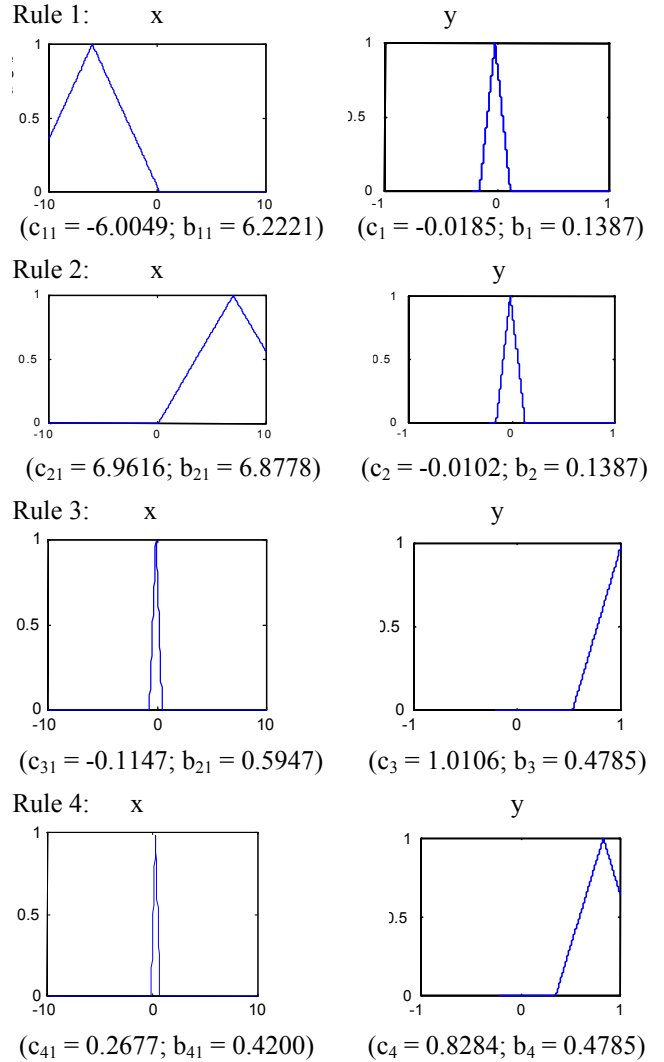 Rule 1: x y
1 1
0.5 0.5
0 0
-10 0 10 -1 0 1
(c₁₁ = -6.0049; b₁₁ = 6.2221) (c₁ = -0.0185; b₁ = 0.1387)
Rule 2: x y
1 1
0.5 0.5
0 0
-10 0 10 -1 0 1
(c₂₁ = 6.9616; b₂₁ = 6.8778) (c₂ = -0.0102; b₂ = 0.1387)
Rule 3: x y
1 1
0.5 0.5
0 0
-10 0 10 0 1
(c₃₁ = -0.1147; b₂₁ = 0.5947) (c₃ = 1.0106; b₃ = 0.4785)
Rule 4: x y
1 1
0.5 0.5
0 0
-10 0 10 -1 0 1
(c₄₁ = 0.2677; b₄₁ = 0.4200) (c₄ = 0.8284; b₄ = 0.4785)